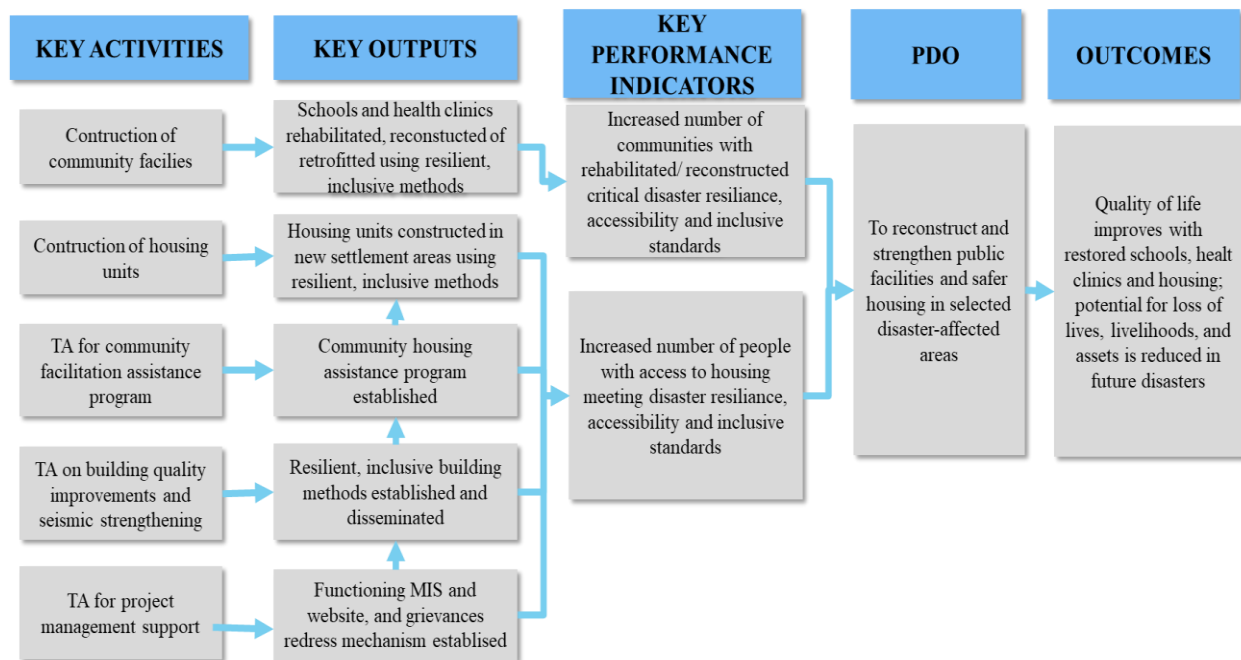 KEY ACTIVITIES
KEY OUTPUTS
KEY
PERFORMANCE
INDICATORS
PDO
OUTCOMES
Contruction of
community facilies
Schools and health clinics
rehabilitated, reconstucted of
retrofitted using resilient,
inclusive methods
Increased number of
communities with
rehabilitated/ reconstructed
critical disaster resiliance,
accessibility and inclusive
standards
To reconstruct and
strengthen public
facilities and safer
housing in selected
disaster-affected
areas
Quality of life
improves with
restored schools, healt
clinics and housing;
potential for loss of
lives, livelihoods, and
assets is reduced in
future disasters
Contruction of housing
units
Housing units constructed in
new settlement areas using
resilient, inclusive methods
TA for community
facilitation assistance
program
Community housing
assistance program
established
Increased number of people
with access to housing
meeting disaster resiliance,
accessibility and inclusive
standards
TA on building quality
improvements and
seismic strengthening
Resilient, inclusive building
methods established and
disseminated
TA for project
management support
Functioning MIS and
website, and grievances
redress mechanism establised